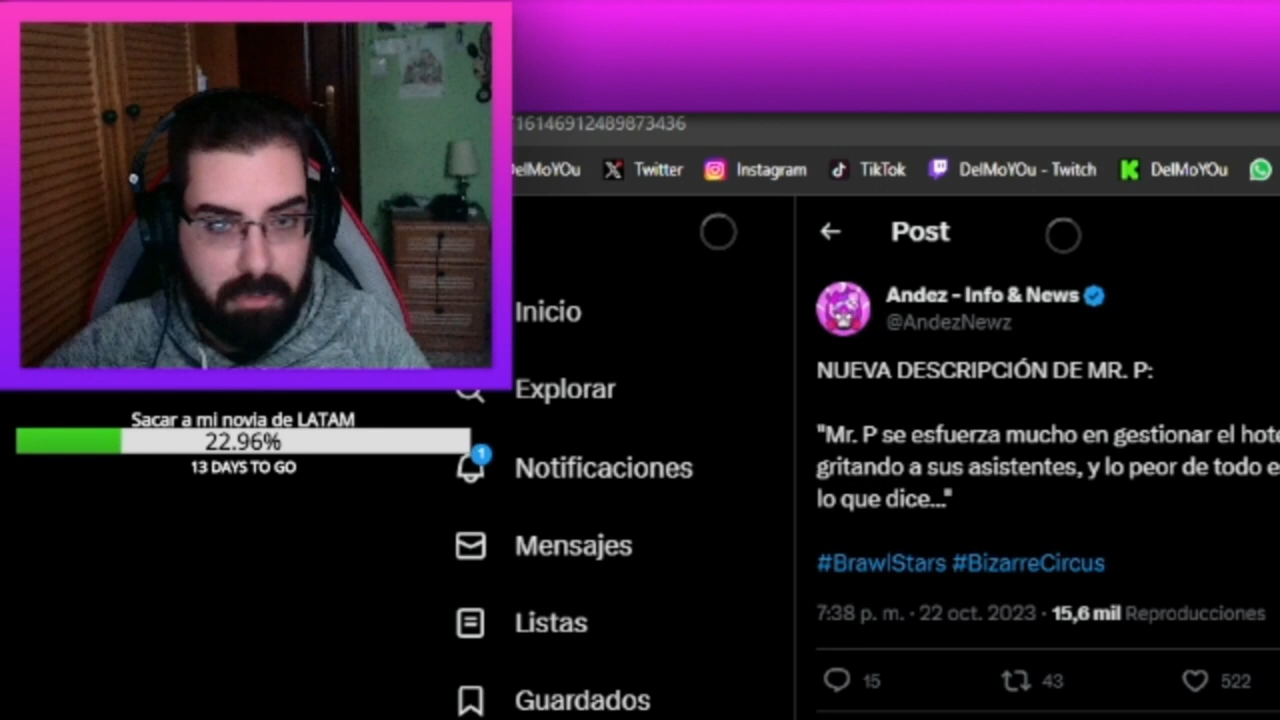 716146912489873436
DelMoYOu
Twitter
Instagram
TikTok
DelMoYOu - Twitch
DelMoYOu
Post
Inicio
Andez - Info & News
@AndezNewz
NUEVA DESCRIPCIÓN DE MR. P:
Explorar
Sacar a mi novia de LATAM
22.96%
13 DAYS TO GO
"Mr. P se esfuerza mucho en gestionar el
1
Notificaciones
gritando a sus asistentes, y lo peor de todo
lo que dice..."
Mensajes
#BrawlStars #BizarreCircus
Listas
7:38 p. m. · 22 oct. 2023 · 15,6 mil Reproducciones
15
43
522
Guardados